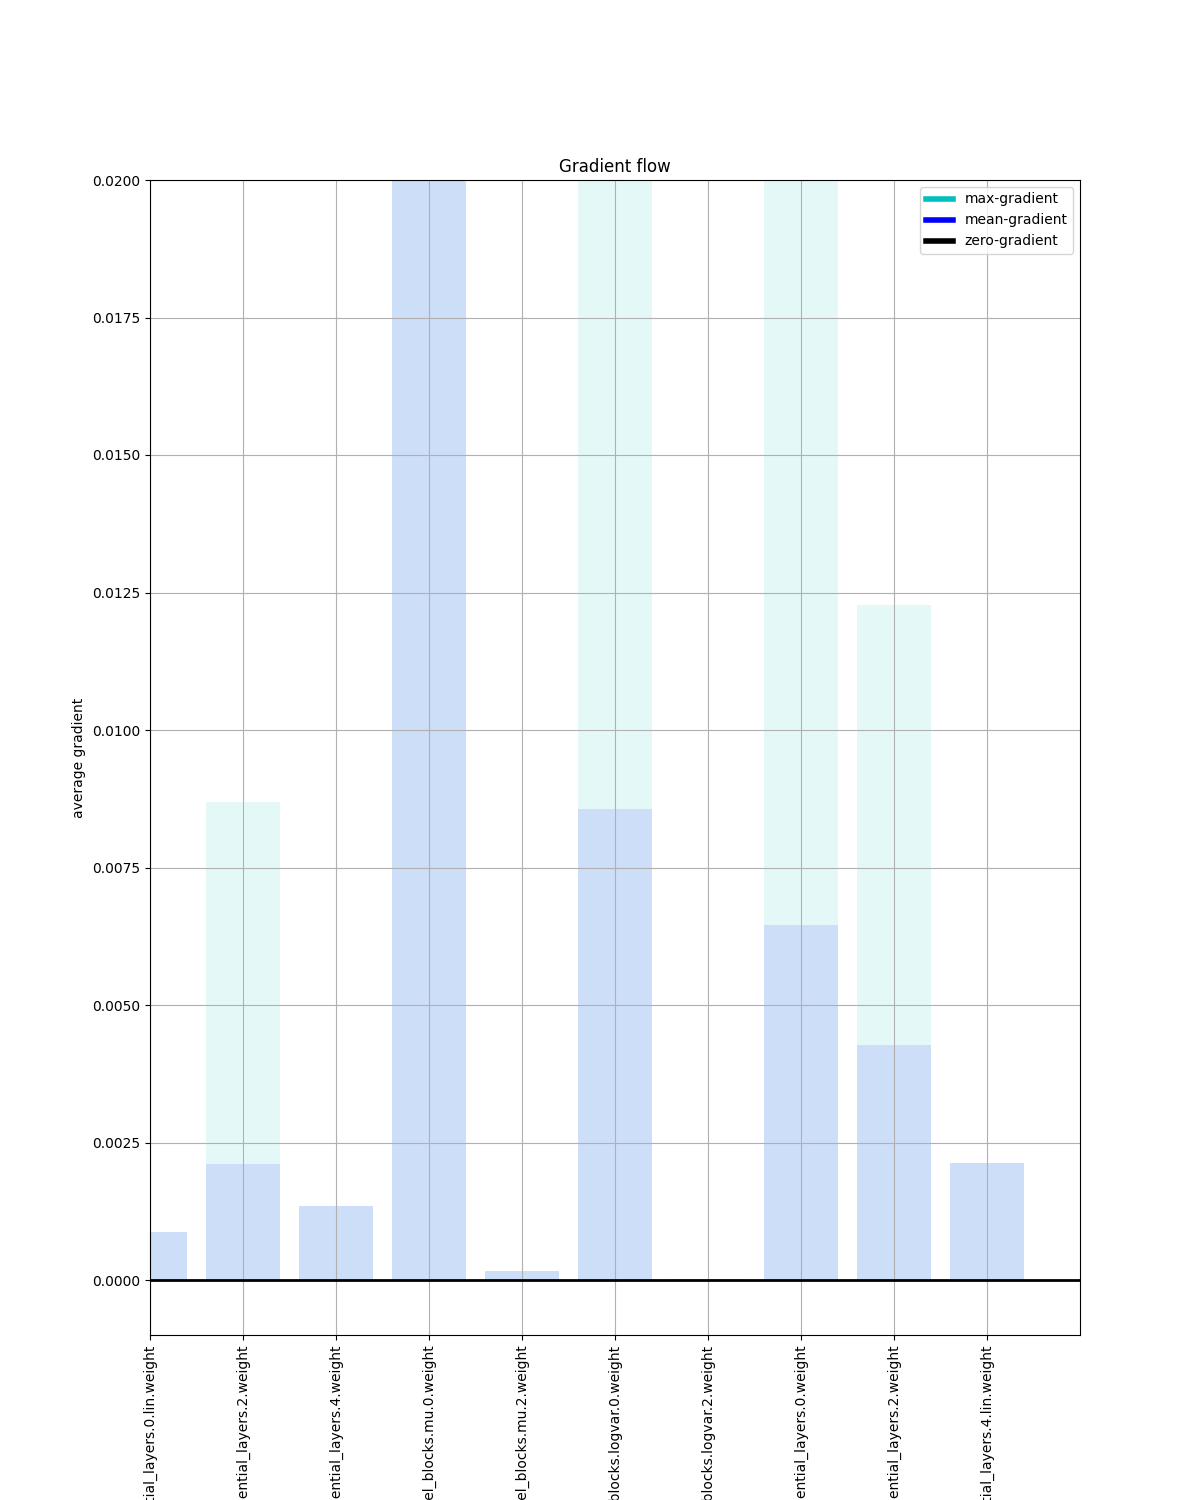 Gradient flow
max-gradient
mean-gradient
zero-gradient
0.0200
0.0175
0.0150
0.0125
0.0100
0.0075
0.0050
0.0025
0.0000
average gradient
tial_layers.0.lin.weight
ential_layers.2.weight
ential_layers.4.weight
el_blocks.mu.0.weight
el_blocks.mu.2.weight
blocks.logvar.0.weight
blocks.logvar.2.weight
ential_layers.0.weight
ential_layers.2.weight
tial_layers.4.lin.weight